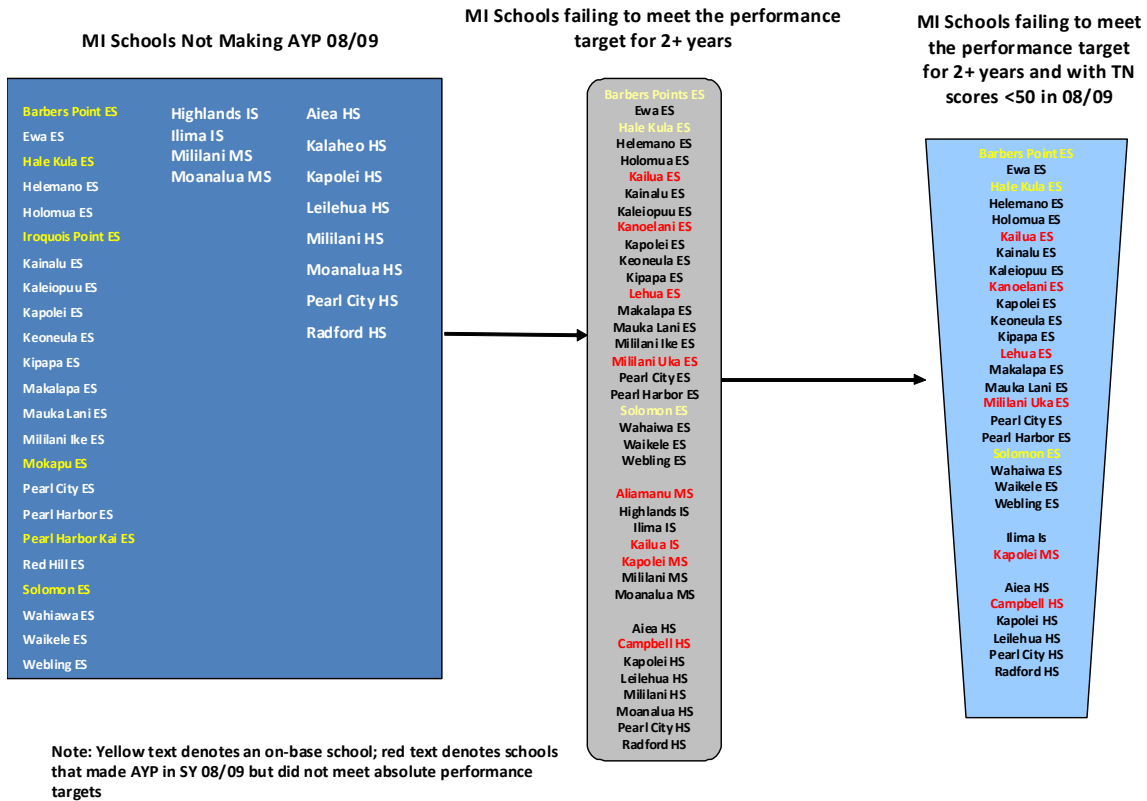 MI Schools Not Making AYP 08/09
Barbers Point ES
Ewa ES
Hale Kula ES
Helemano ES
Holomua ES
Iroquois Point ES
Kainalu ES
Kaleiopuu ES
Kapolei ES
Keoneula ES
Kipapa ES
Makalapa ES
Mauka Lani ES
Mililani Ike ES
Mokapu ES
Pearl City ES
Pearl Harbor ES
Pearl Harbor Kai ES
Red Hill ES
Solomon ES
Wahiawa ES
Waikele ES
Webling ES
Highlands IS
Ilima IS
Mililani MS
Moanalua MS
Aiea HS
Kalaheo HS
Kapolei HS
Leilehua HS
Mililani HS
Moanalua HS
Pearl City HS
Radford HS
MI Schools failing to meet the performance
target for 2+ years
Barbers Points ES
Ewa ES
Hale Kula ES
Helemano ES
Holomua ES
Kailua ES
Kainalu ES
Kaleiopuu ES
Kanoelani ES
Kapolei ES
Keoneula ES
Kipapa ES
Lehua ES
Makalapa ES
Mauka Lani ES
Mililani Ike ES
Mililani Uka ES
Pearl City ES
Pearl Harbor ES
Solomon ES
Wahaiwa ES
Waikele ES
Webling ES
Aliamanu MS
Highlands IS
Ilima IS
Kailua IS
Kapolei MS
Mililani MS
Moanalua MS
Aiea HS
Campbell HS
Kapolei HS
Leilehua HS
Mililani HS
Moanalua HS
Pearl City HS
Radford HS
MI Schools failing to meet
the performance target
for 2+ years and with TN
scores <50 in 08/09
Barbers Point ES
Ewa ES
Hale Kula ES
Helemano ES
Holomua ES
Kailua ES
Kainalu ES
Kaleiopuu ES
Kanoelani ES
Kapolei ES
Keoneula ES
Kipapa ES
Lehua ES
Makalapa ES
Mauka Lani ES
Mililani Uka ES
Pearl City ES
Pearl Harbor ES
Solomon ES
Wahaiwa ES
Waikele ES
Webling ES
Ilima Is
Kapolei MS
Aiea HS
Campbell HS
Kapolei HS
Leilehua HS
Pearl City HS
Radford HS
Note: Yellow text denotes an on-base school; red text denotes schools
that made AYP in SY 08/09 but did not meet absolute performance
targets